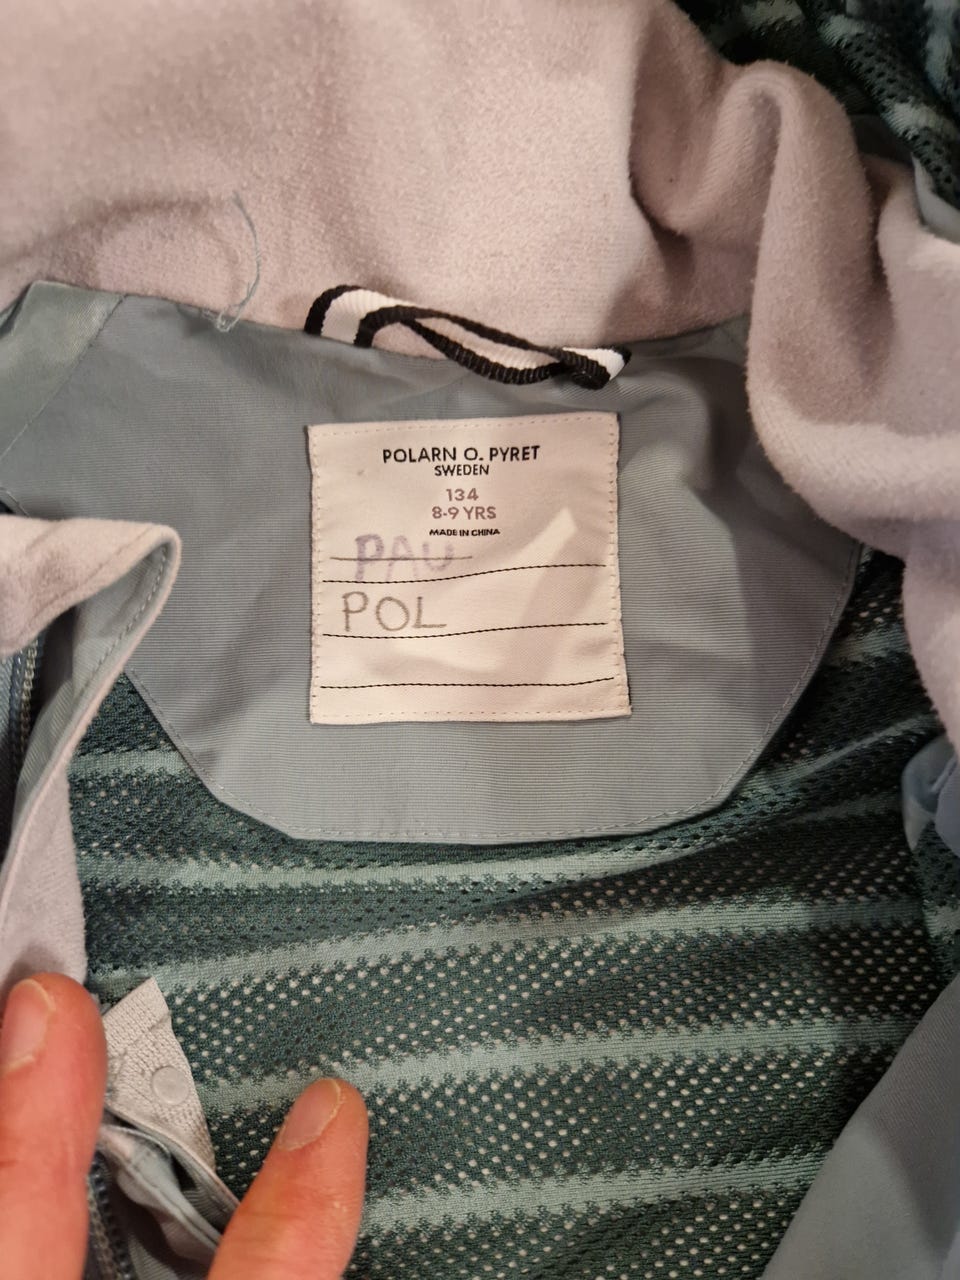 POLARN O. PYRET
SWEDEN
134
8-9 YRS
MADE IN CHINA
PAU
POL